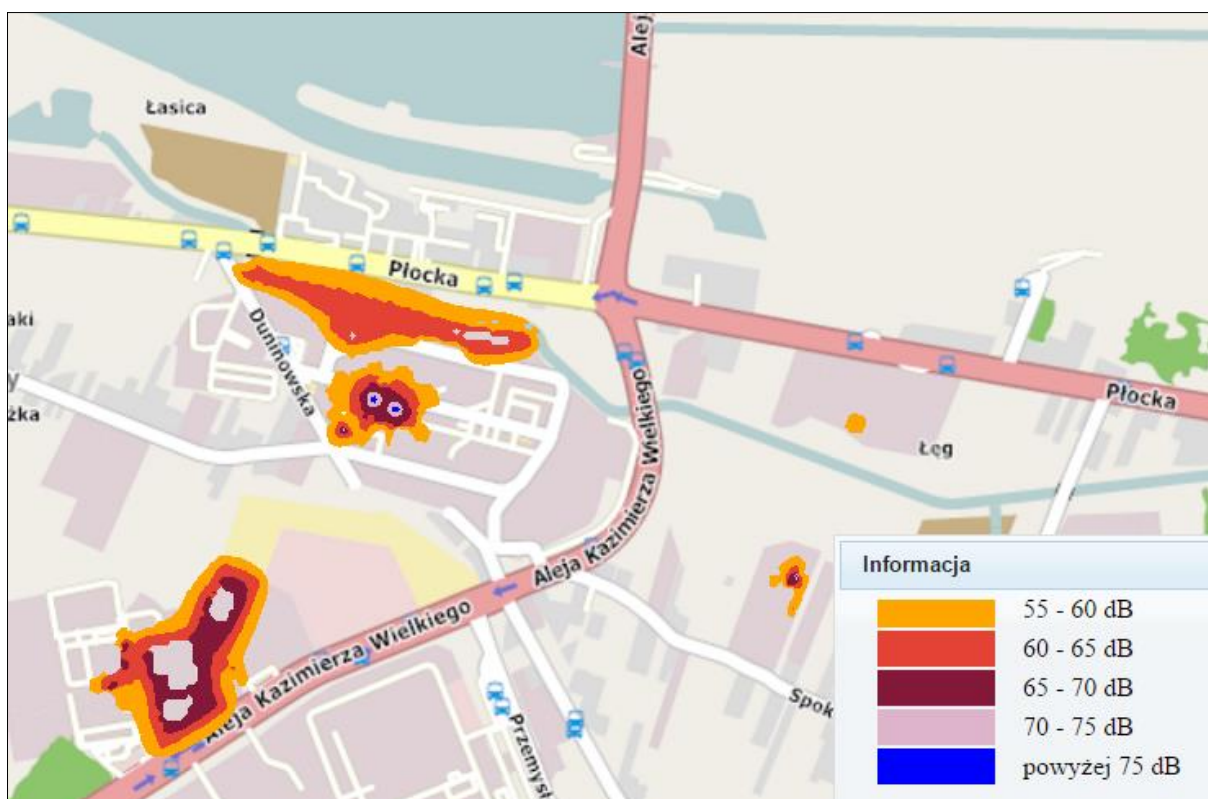 Alej
Łasica
Płocka
aki
y
żka
Duninowska
Aleja Kazimierza Wielkiego
Płocka
Łęg
Aleja Kazimierza Wielkiego
Spok
Przemysł
Informacja
55 - 60 dB
60 - 65 dB
65 - 70 dB
70 - 75 dB
powyżej 75 dB